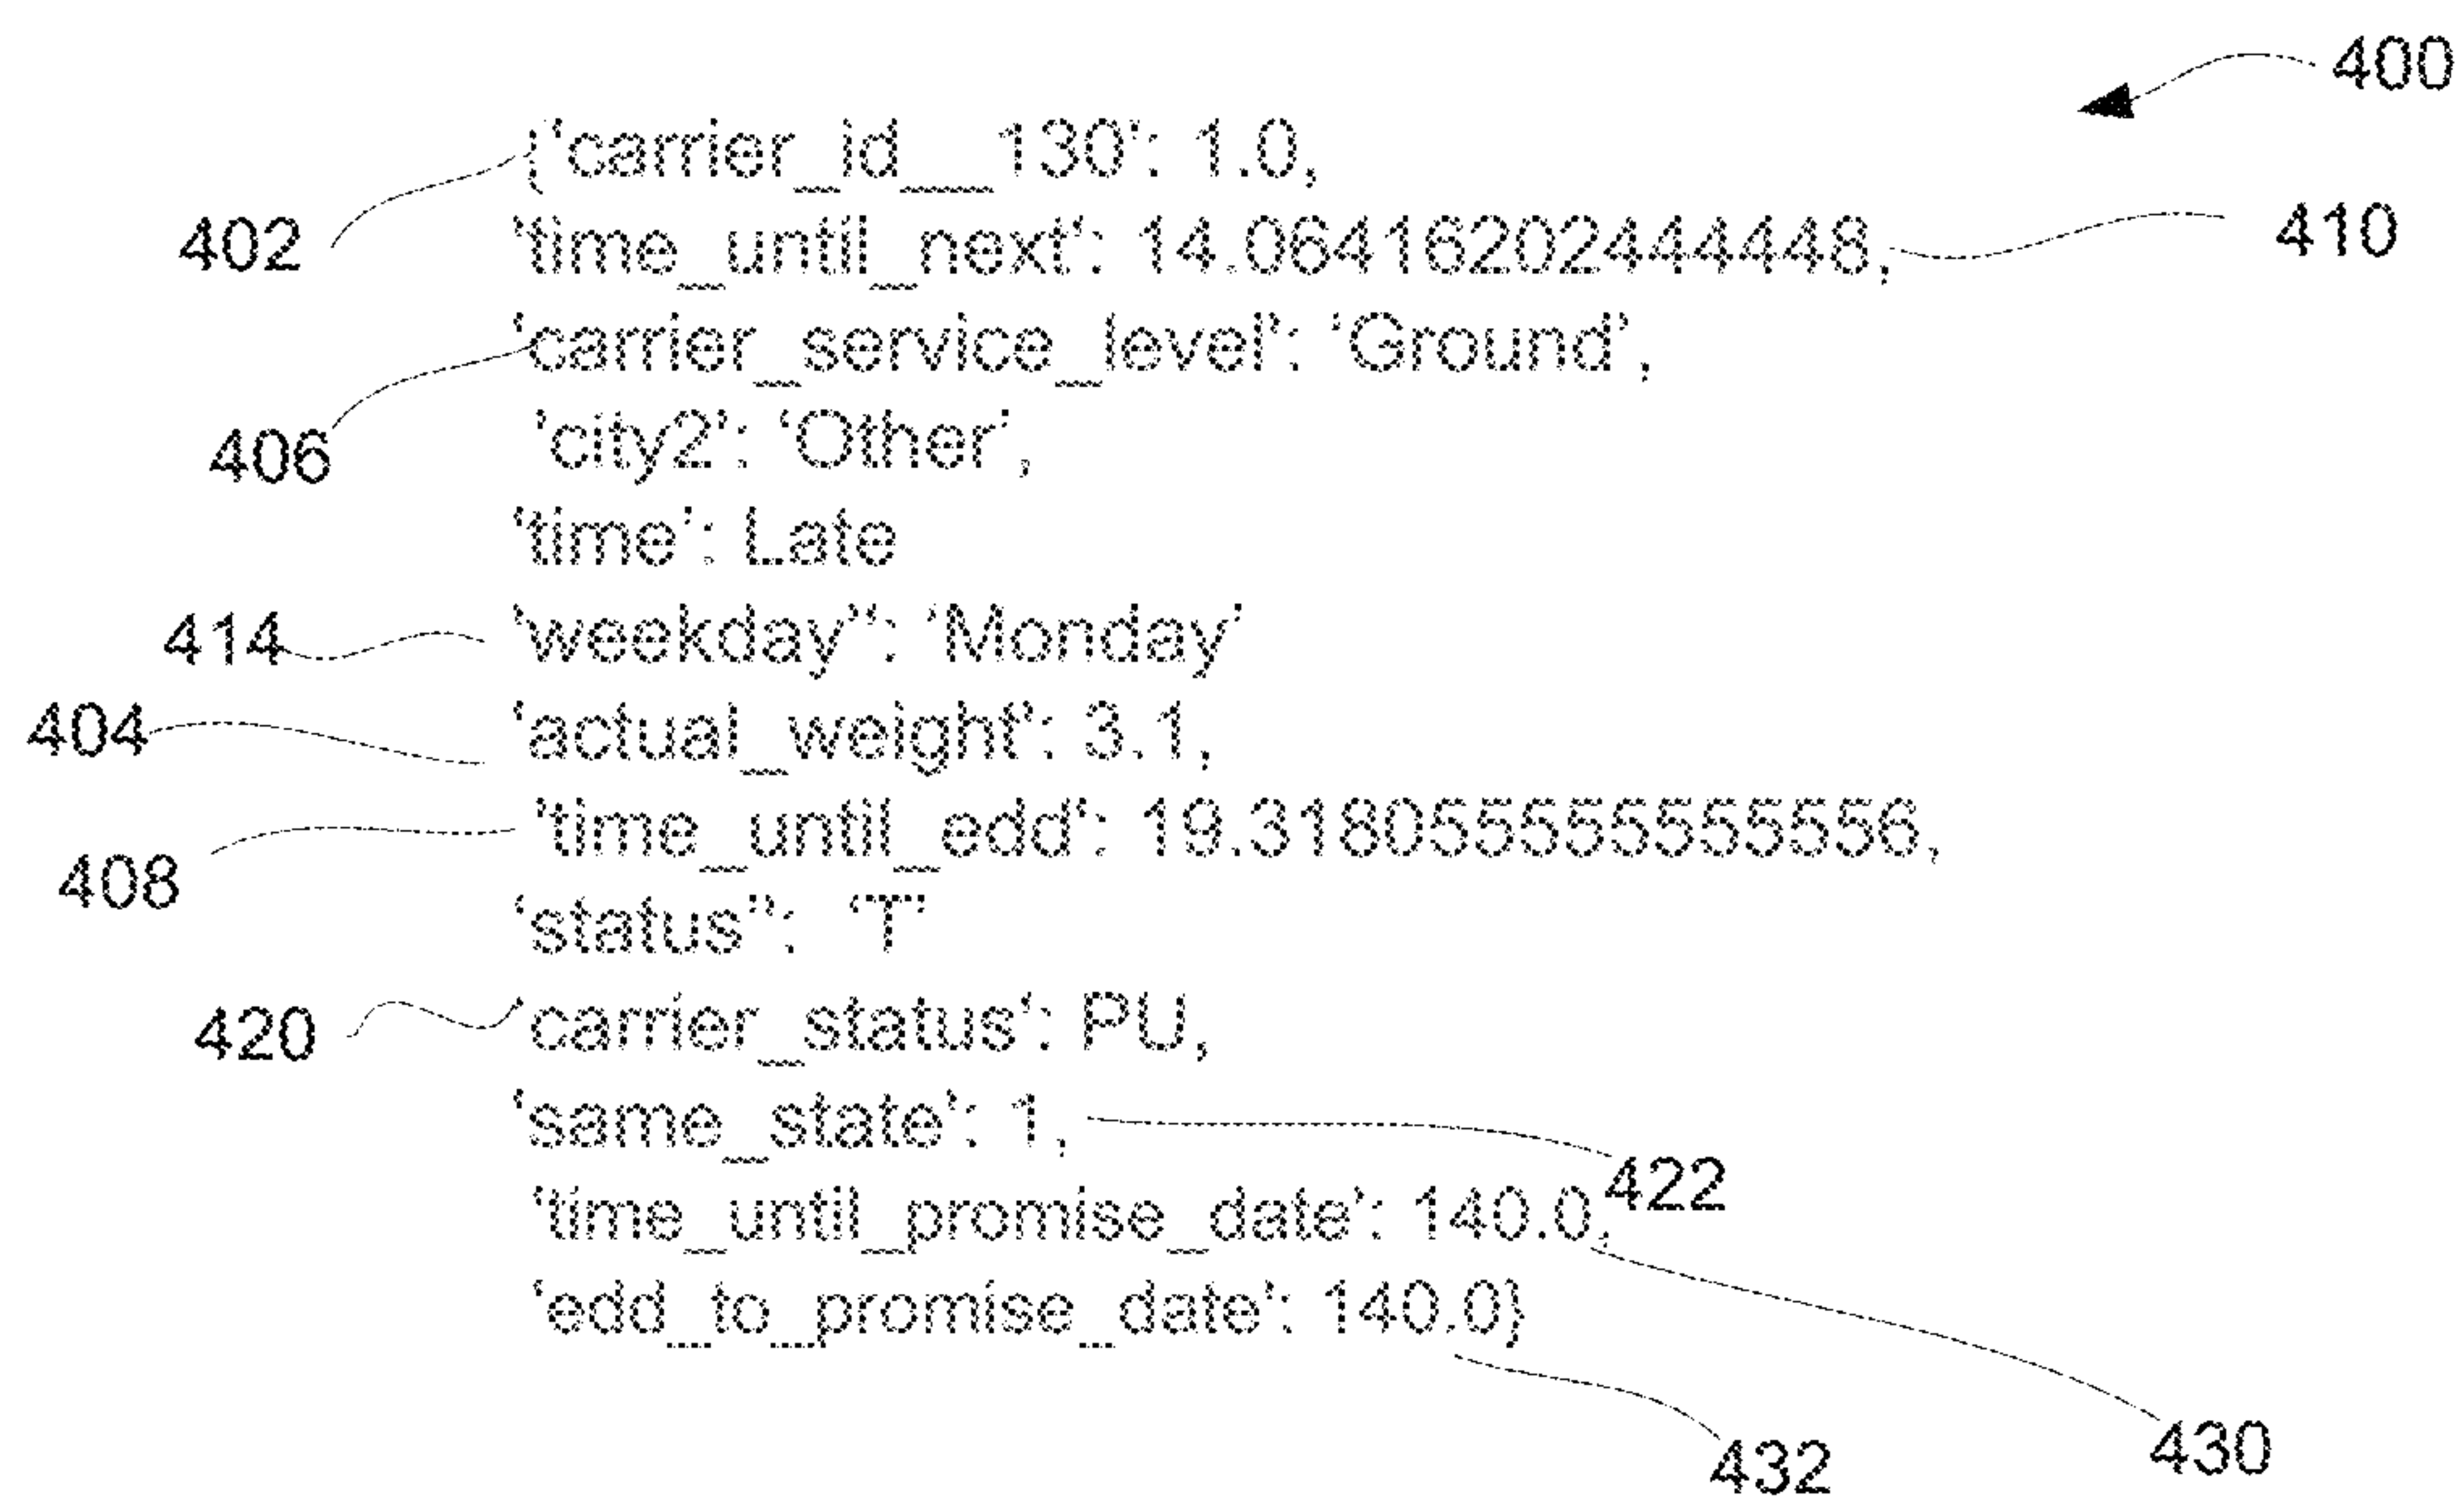 400
{‘carrier_id__130‘: 1.0,
402
‘time_until_next‘: 14.06416202444448,
410
‘carrier_service_level’: ‘Ground’,
406
‘city2’: ‘Other’,
‘time’: Late
414
‘weekday’‘: ‘Monday’
404
‘actual_weight‘: 3.1,
408
‘time_until_edd‘: 19.318055555555556,
‘status’‘: ‘T’
420
‘carrier_status‘: PU,
‘same_state‘: 1,
422
‘time_until_promise_date‘: 140.0,
‘edd_to_promise_date‘: 140.0}
430
432